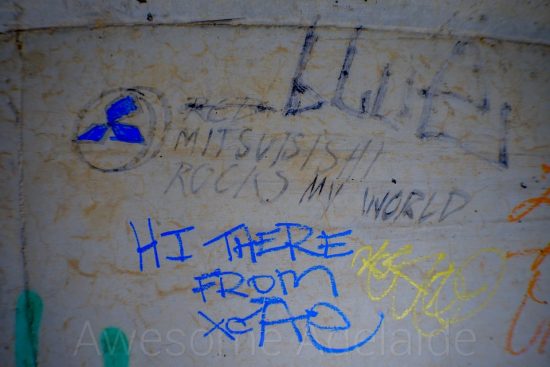 RED
BLUE
MITSUBISHI
ROCKS MY WORLD
HI THERE
FROM
Awesome Adelaide